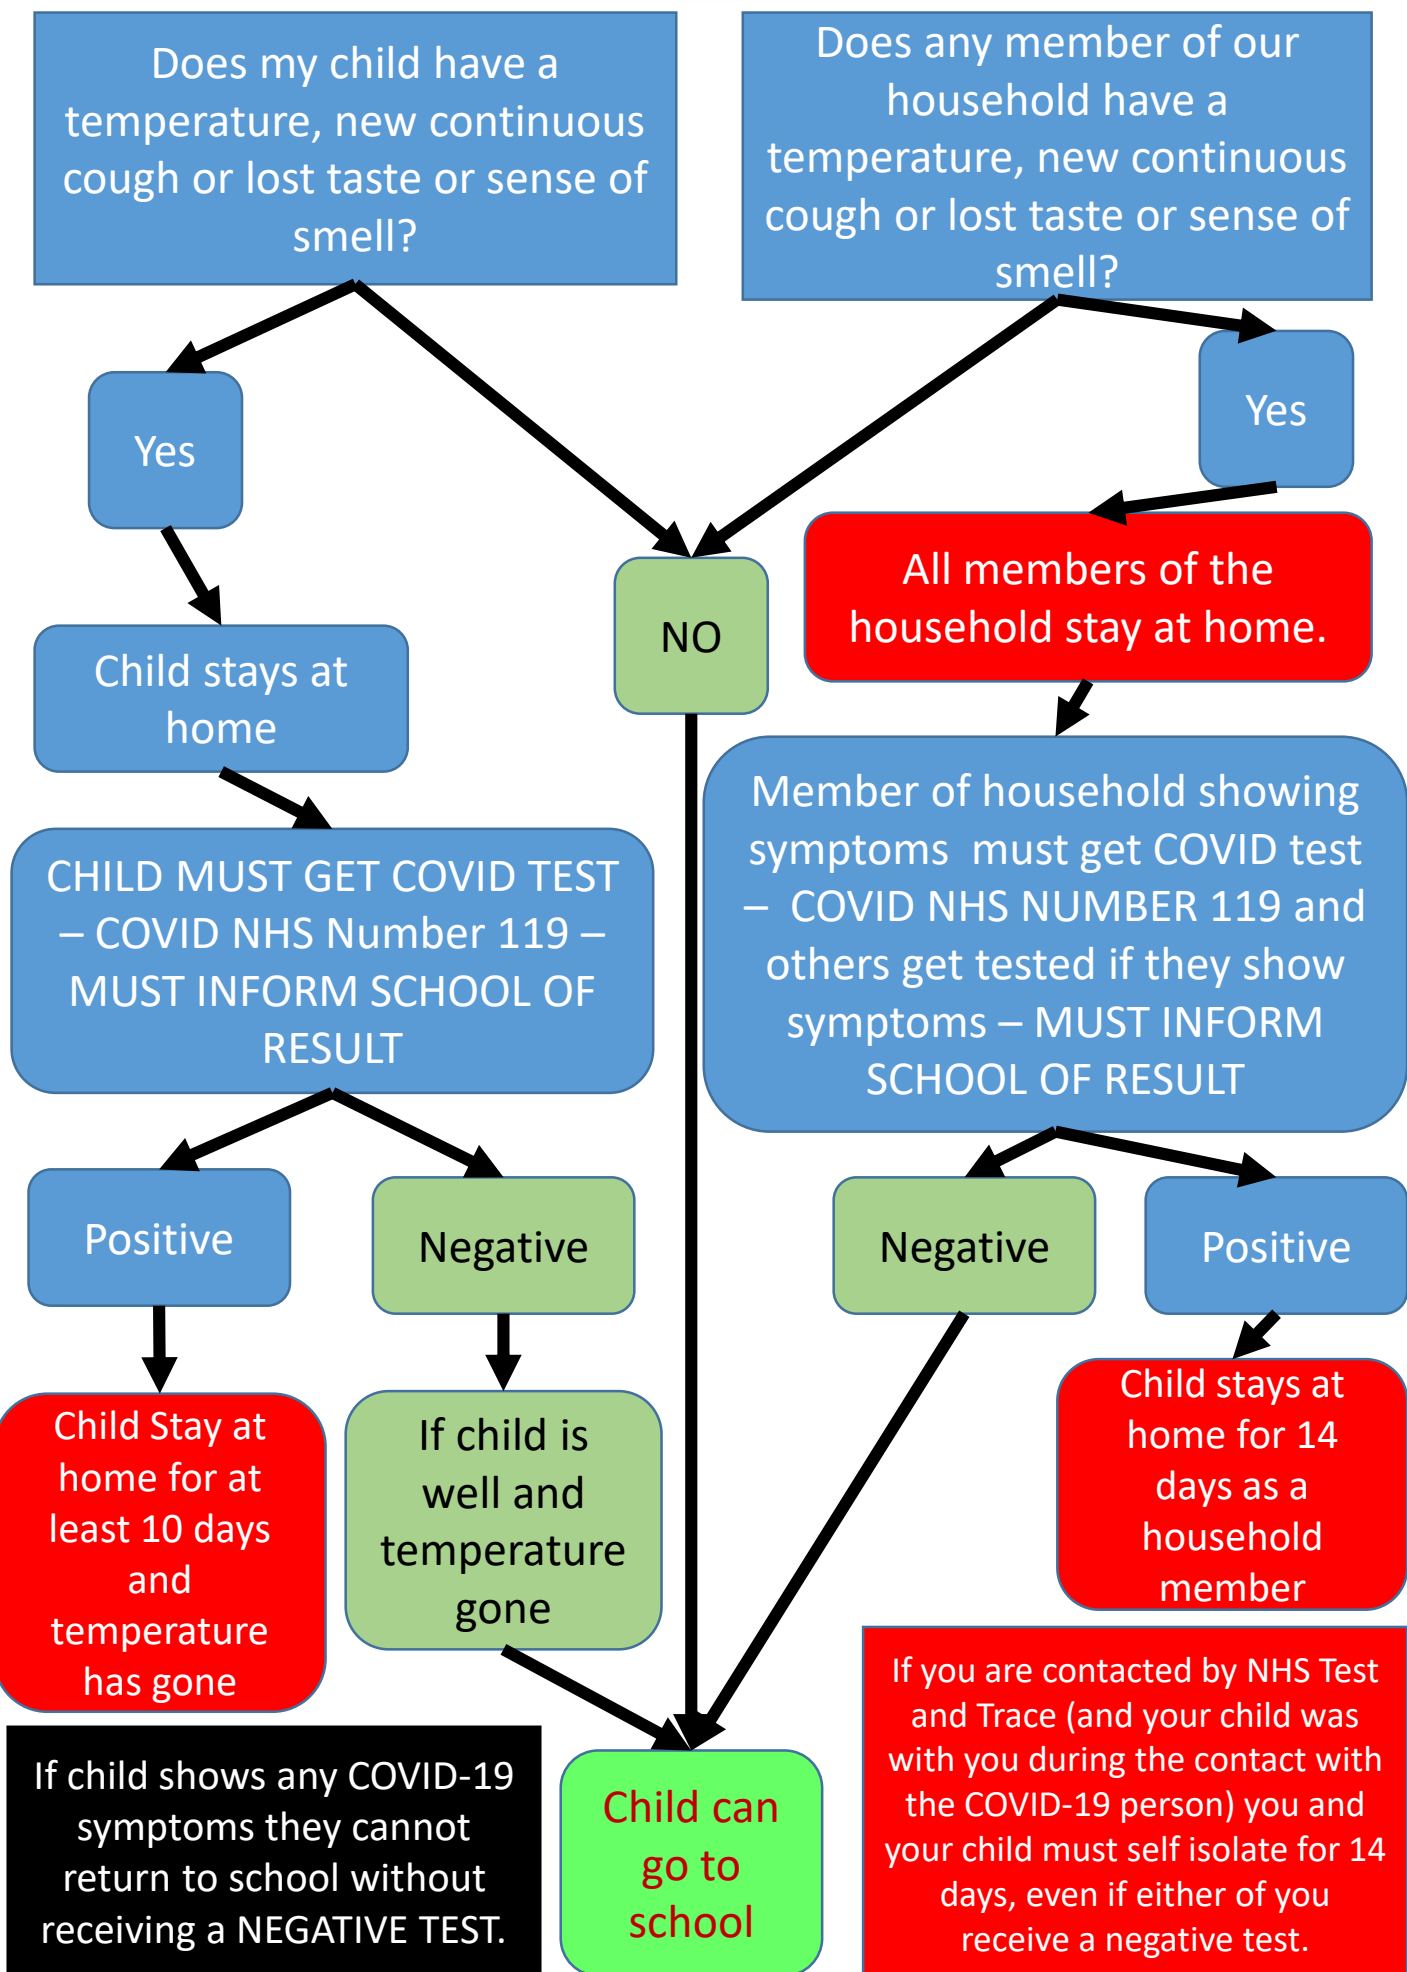 Does my child have a
temperature, new continuous
cough or lost taste or sense of
smell?
Does any member of our
household have a
temperature, new continuous
cough or lost taste or sense of
smell?
Yes
Yes
NO
All members of the
household stay at home.
Child stays at
home
CHILD MUST GET COVID TEST
– COVID NHS Number 119 –
MUST INFORM SCHOOL OF
RESULT
Member of household showing
symptoms must get COVID test
– COVID NHS NUMBER 119 and
others get tested if they show
symptoms – MUST INFORM
SCHOOL OF RESULT
Positive
Negative
Negative
Positive
Child Stay at
home for at
least 10 days
and
temperature
has gone
If child is
well and
temperature
gone
Child stays at
home for 14
days as a
household
member
If child shows any COVID-19
symptoms they cannot
return to school without
receiving a NEGATIVE TEST.
Child can
go to
school
If you are contacted by NHS Test
and Trace (and your child was
with you during the contact with
the COVID-19 person) you and
your child must self isolate for 14
days, even if either of you
receive a negative test.